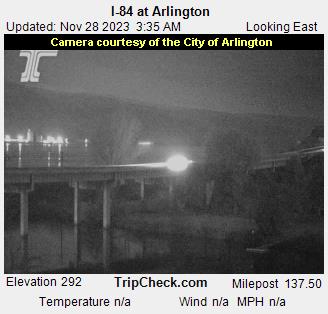 I-84 at Arlington
Updated: Nov 28 2023 3:35 AM Looking East
Camera courtesy of the City of Arlington
Elevation 292 TripCheck.com Milepost 137.50
Temperature n/a Wind n/a MPH n/a